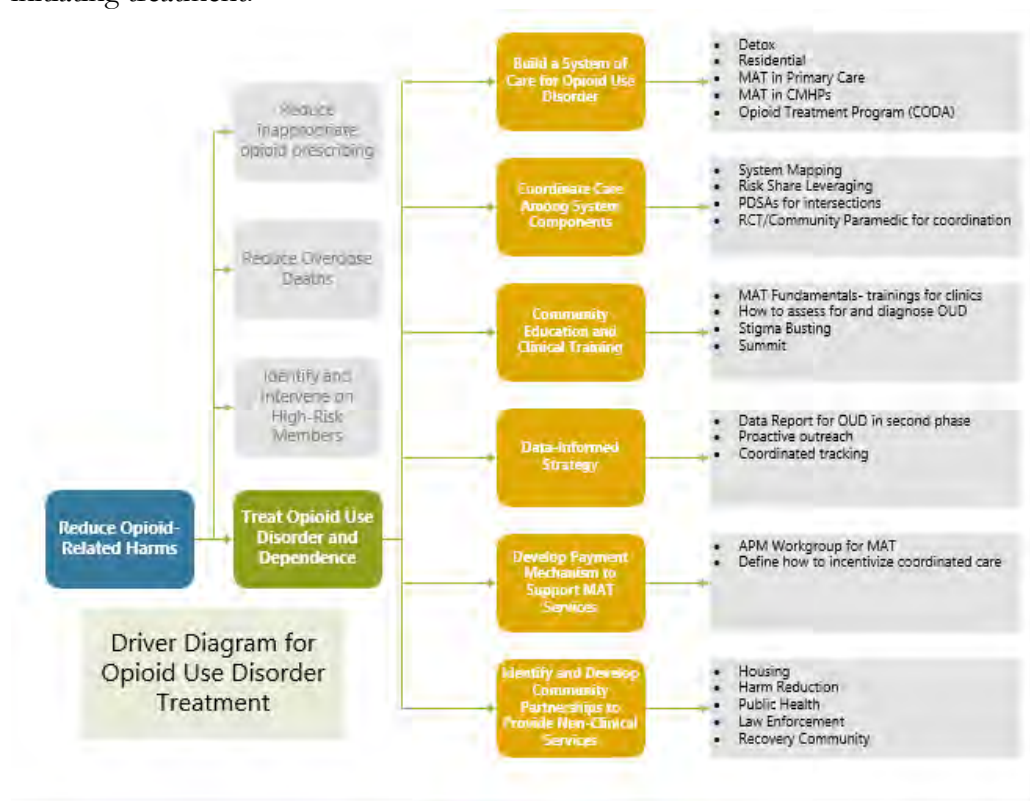 initiating treatment.
Reduce
inappropriate
opioid prescribing
Reduce Overdose
Deaths
Identify and
Intervene on
High-Risk
Members
Reduce Opioid-
Related Harms
Treat Opioid Use
Disorder and
Dependence
Driver Diagram for
Opioid Use Disorder
Treatment
Build a System of
Care for Opioid Use
Disorder
• Detox
• Residential
• MAT in Primary Care
• MAT in CMHPs
• Opioid Treatment Program (CODA)
Coordinate Care
Among System
Components
• System Mapping
• Risk Share Leveraging
• PDSAs for intersections
• RCT/Community Paramedic for coordination
Community
Education and
Clinical Training
• MAT Fundamentals- trainings for clinics
• How to assess for and diagnose OUD
• Stigma Busting
• Summit
Data-Informed
Strategy
• Data Report for OUD in second phase
• Proactive outreach
• Coordinated tracking
Develop Payment
Mechanism to
Support MAT
Services
• APM Workgroup for MAT
• Define how to incentivize coordinated care
Identify and Develop
Community
Partnerships to
Provide Non-Clinical
Services
• Housing
• Harm Reduction
• Public Health
• Law Enforcement
• Recovery Community